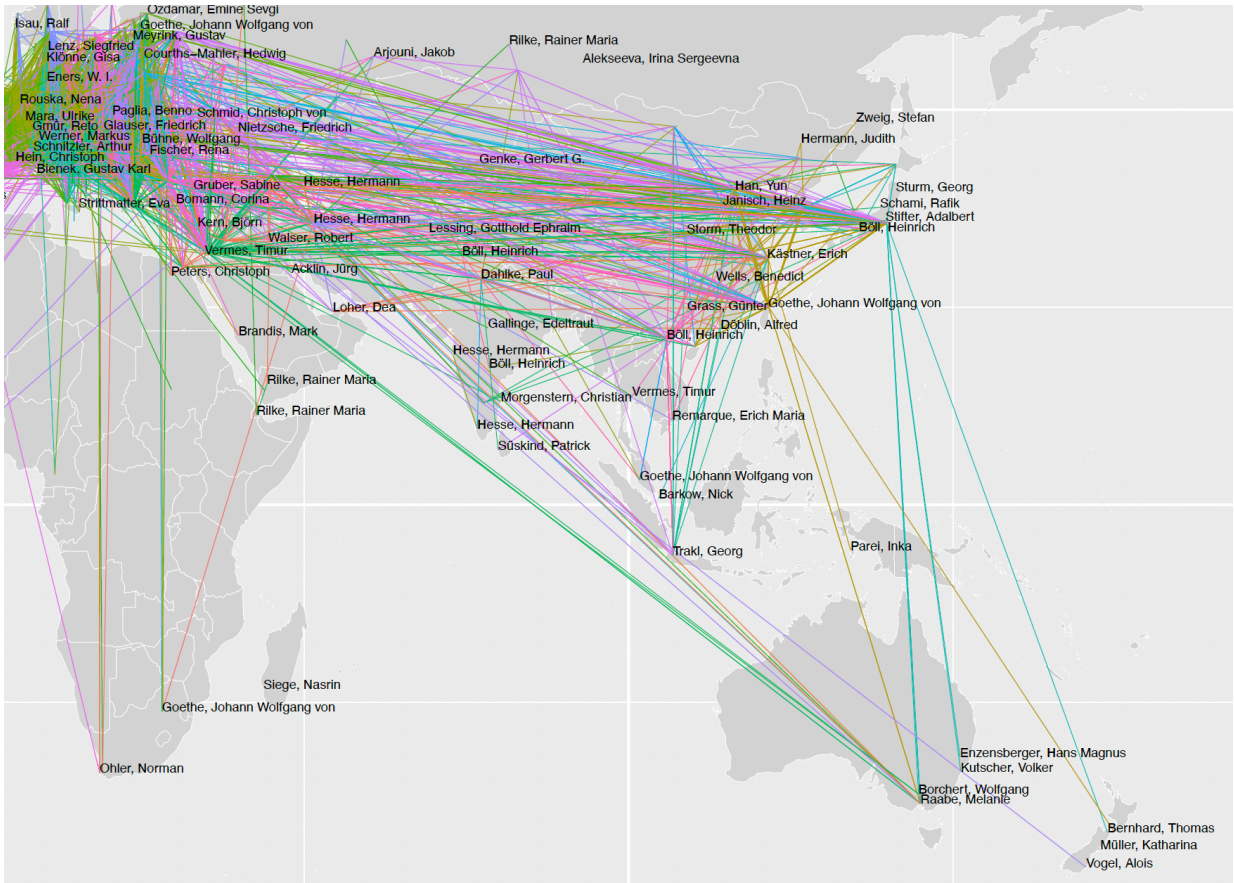 Özdamar, Emine Sevgi
Isau, Ralf
Goethe, Johann Wolfgang von
Meyrink, Gustav
Rilke, Rainer Maria
Lenz, Siegfried
Klönne, Gisa
Courths-Mahler, Hedwig
Arjouni, Jakob
Alekseeva, Irina Sergeevna
Eners, W. I.
Rouska, Nena
Mara, Ulrike
Paglia, Benno
Schmid, Christoph von
Zweig, Stefan
Gmür, Reto
Glauser, Friedrich
Nietzsche, Friedrich
Werner, Markus
Bühne, Wolfgang
Hermann, Judith
Schnitzler, Arthur
Fischer, Rena
Hein, Christoph
Genke, Gerbert G.
Bienek, Gustav Karl
Gruber, Sabine
Hesse, Hermann
Han, Yun
Sturm, Georg
Bomann, Corina
Janisch, Heinz
Strittmatter, Eva
Schami, Rafik
Kern, Björn
Hesse, Hermann
Stifter, Adalbert
Lessing, Gotthold Ephraim
Storm, Theodor
Böll, Heinrich
Walser, Robert
Vermes, Timur
Böll, Heinrich
Kästner, Erich
Peters, Christoph
Acklin, Jürg
Dahlke, Paul
Wells, Benedict
Loher, Dea
Grass, Günter
Goethe, Johann Wolfgang von
Brandis, Mark
Gallinge, Edeltraut
Döblin, Alfred
Böll, Heinrich
Hesse, Hermann
Böll, Heinrich
Rilke, Rainer Maria
Morgenstern, Christian
Vermes, Timur
Rilke, Rainer Maria
Remarque, Erich Maria
Hesse, Hermann
Süskind, Patrick
Goethe, Johann Wolfgang von
Barkow, Nick
Trakl, Georg
Parei, Inka
Siege, Nasrin
Goethe, Johann Wolfgang von
Enzensberger, Hans Magnus
Ohler, Norman
Kutscher, Volker
Borchert, Wolfgang
Raabe, Melanie
Bernhard, Thomas
Müller, Katharina
Vogel, Alois